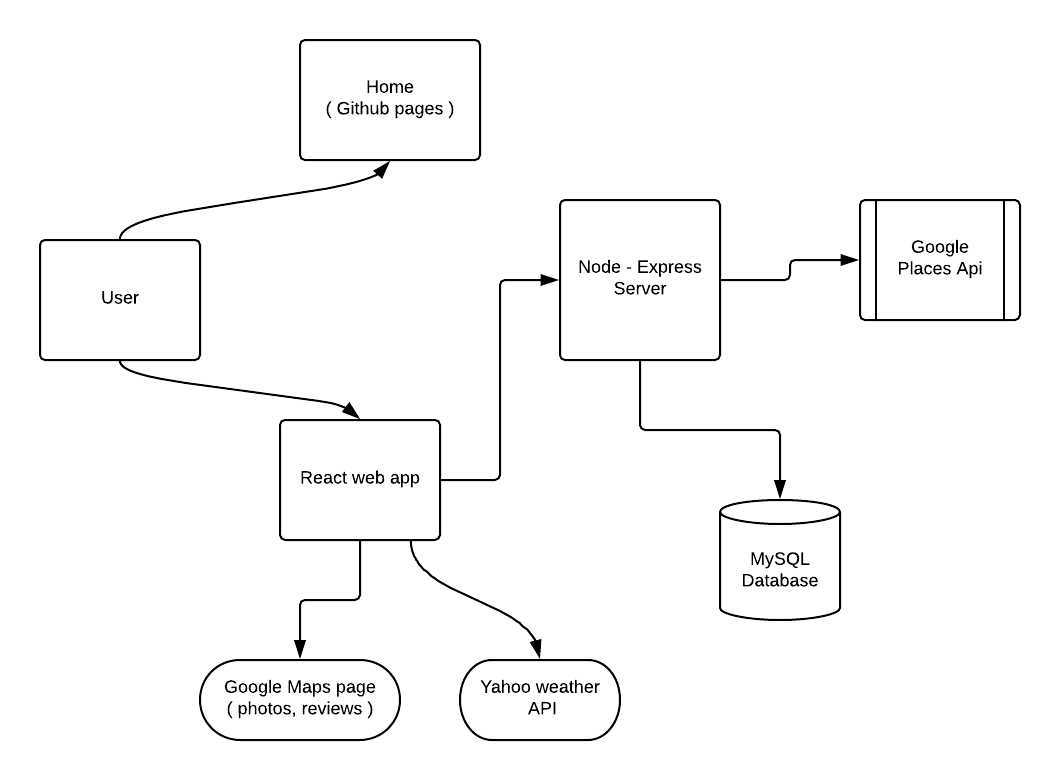 Home
( Github pages )
User
Node - Express
Server
Google
Places Api
React web app
MySQL
Database
Google Maps page
( photos, reviews )
Yahoo weather
API